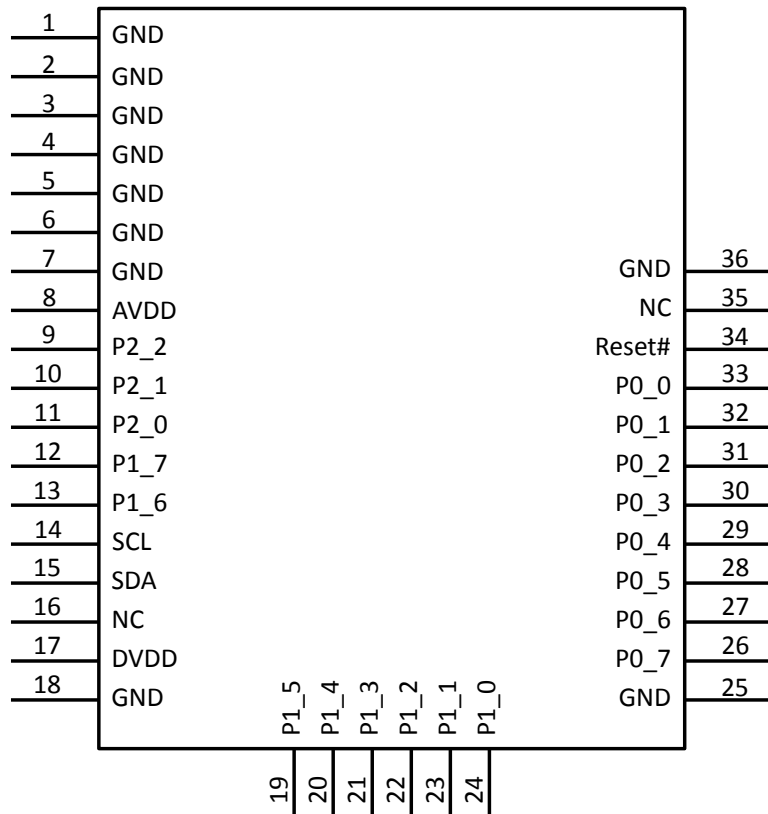 1 GND
2 GND
3 GND
4 GND
5 GND
6 GND
7 GND
GND 36
8 AVDD
NC 35
9 P2_2
Reset# 34
10 P2_1
P0_0 33
11 P2_0
P0_1 32
12 P1_7
P0_2 31
13 P1_6
P0_3 30
14 SCL
P0_4 29
15 SDA
P0_5 28
16 NC
P0_6 27
17 DVDD
P0_7 26
18 GND
GND 25
P1_5 19
P1_4 20
P1_3 21
P1_2 22
P1_1 23
P1_0 24